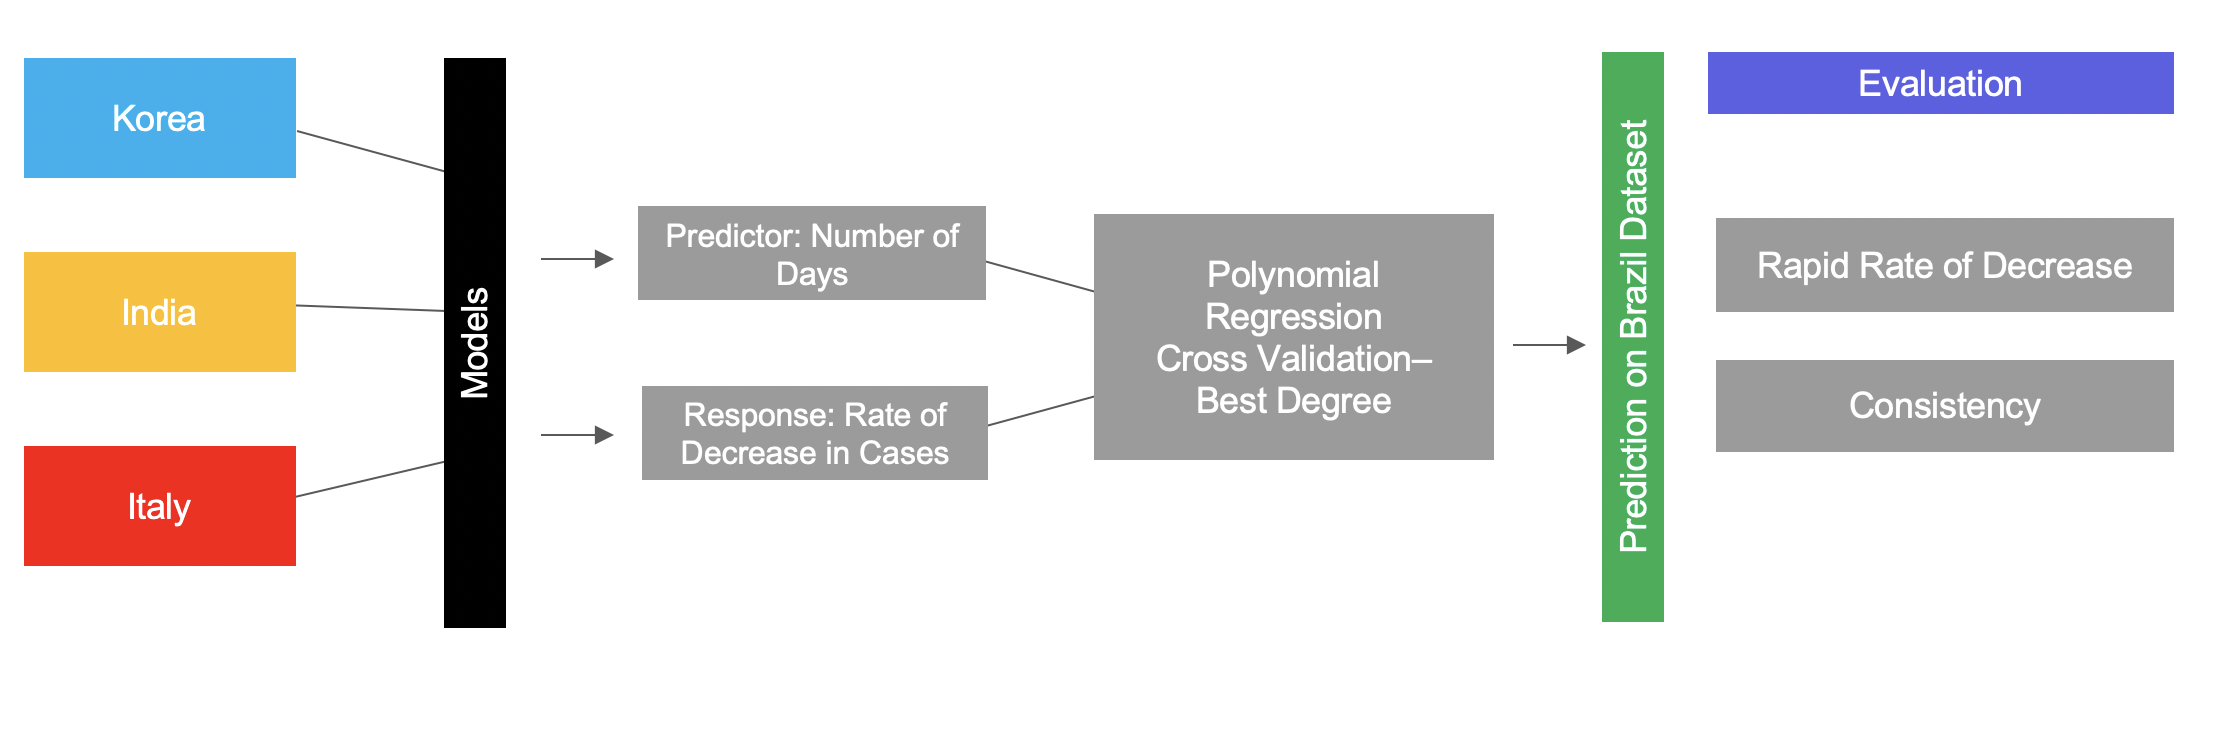 Korea
India
Italy
Models
Predictor: Number of
Days
Response: Rate of
Decrease in Cases
Polynomial
Regression
Cross Validation–
Best Degree
Prediction on Brazil Dataset
Evaluation
Rapid Rate of Decrease
Consistency